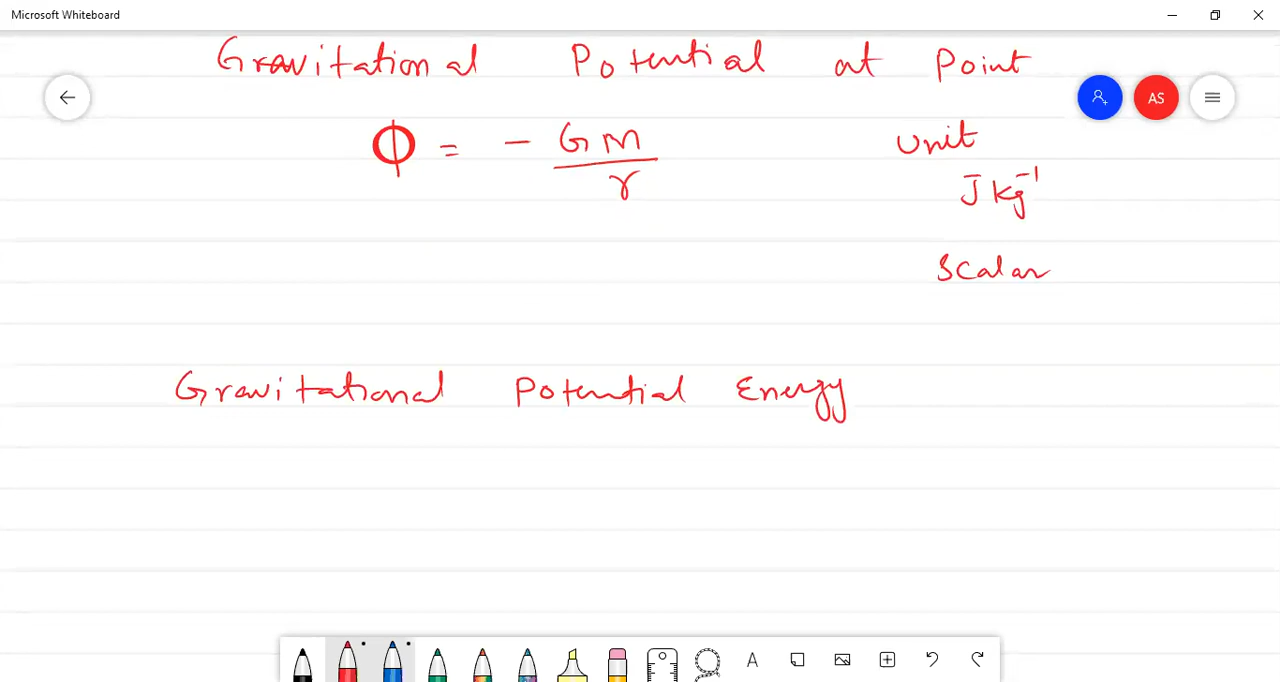 Microsoft Whiteboard
Gravitational Potential at Point
AS
Φ = - GM / r
unit
J kg⁻¹
Scalar
Gravitational Potential Energy
A